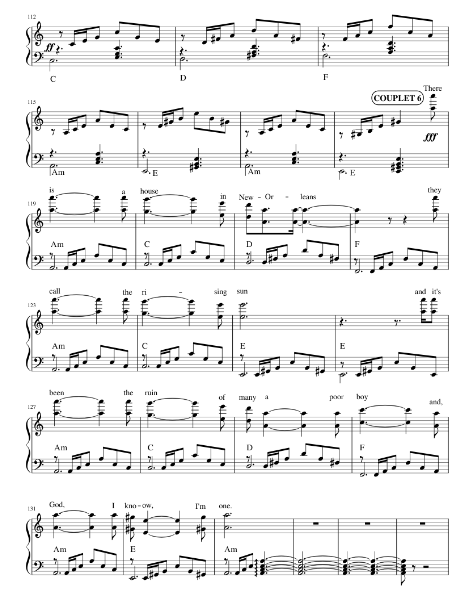 112
ff
C D F
There
115
COUPLET 6
fff
Am E Am E
is a house in New-Or-leans they
119
Am C D F
call the ri-sing sun and it's
123
Am C E E
been the ruin of many a poor boy and,
127
Am C D F
God, I kno-ow, I'm one.
131
Am E Am